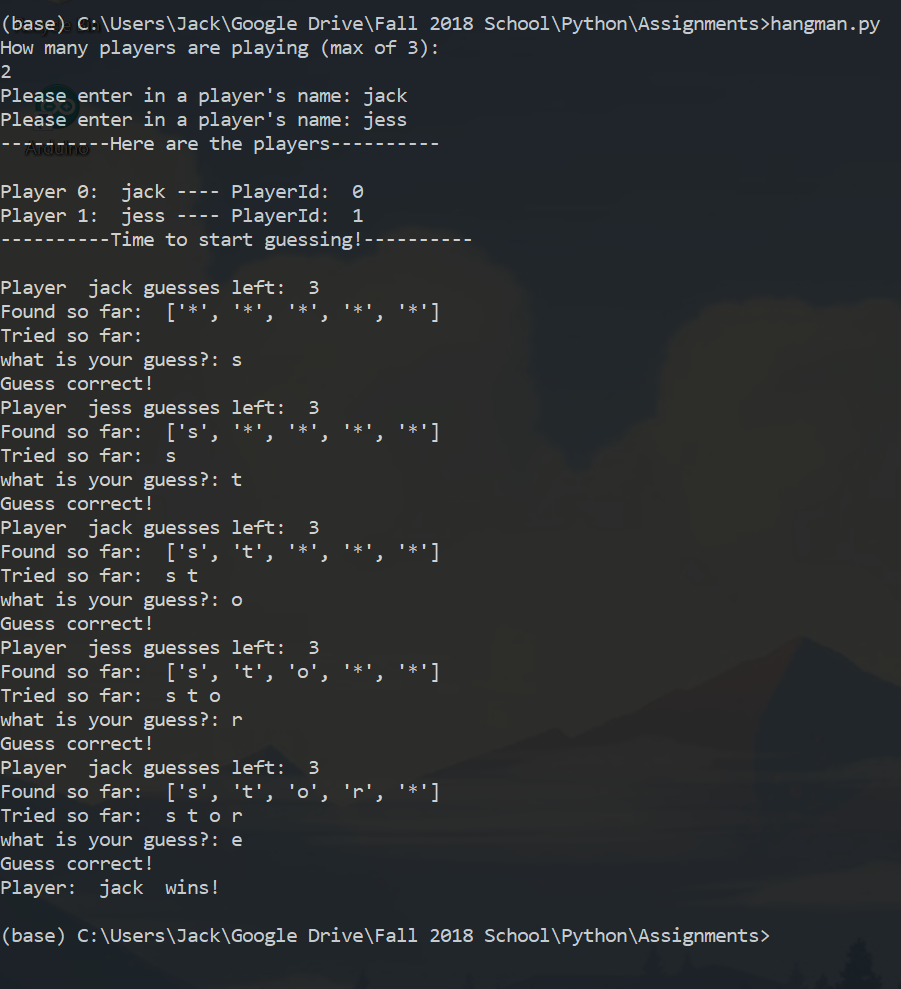 (base) C:\Users\Jack\Google Drive\Fall 2018 School\Python\Assignments>hangman.py
How many players are playing (max of 3):
2
Please enter in a player's name: jack
Please enter in a player's name: jess
----------Here are the players----------
Arduino
Player 0:  jack ---- PlayerId:  0
Player 1:  jess ---- PlayerId:  1
----------Time to start guessing!----------
Player  jack guesses left:  3
Found so far:  ['*', '*', '*', '*', '*']
Tried so far:
what is your guess?: s
Guess correct!
Player  jess guesses left:  3
Found so far:  ['s', '*', '*', '*', '*']
Tried so far:  s
what is your guess?: t
Guess correct!
Player  jack guesses left:  3
Found so far:  ['s', 't', '*', '*', '*']
Tried so far:  s t
what is your guess?: o
Guess correct!
Player  jess guesses left:  3
Found so far:  ['s', 't', 'o', '*', '*']
Tried so far:  s t o
what is your guess?: r
Guess correct!
Player  jack guesses left:  3
Found so far:  ['s', 't', 'o', 'r', '*']
Tried so far:  s t o r
what is your guess?: e
Guess correct!
Player:  jack  wins!
(base) C:\Users\Jack\Google Drive\Fall 2018 School\Python\Assignments>